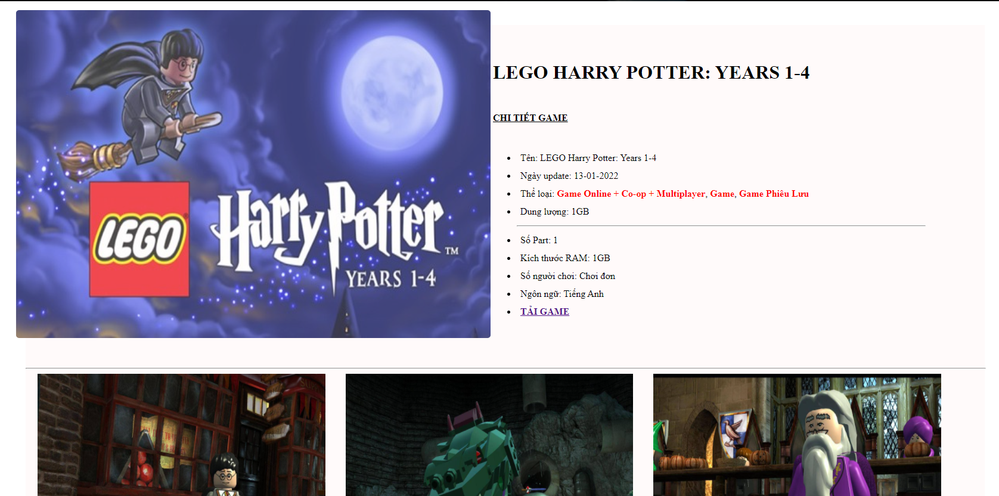 LEGO
Harry Potter ™
YEARS 1-4
LEGO HARRY POTTER: YEARS 1-4
CHI TIẾT GAME
Tên: LEGO Harry Potter: Years 1-4
Ngày update: 13-01-2022
Thể loại: Game Online + Co-op + Multiplayer, Game, Game Phiêu Lưu
Dung lượng: 1GB
Số Part: 1
Kích thước RAM: 1GB
Số người chơi: Chơi đơn
Ngôn ngữ: Tiếng Anh
TẢI GAME